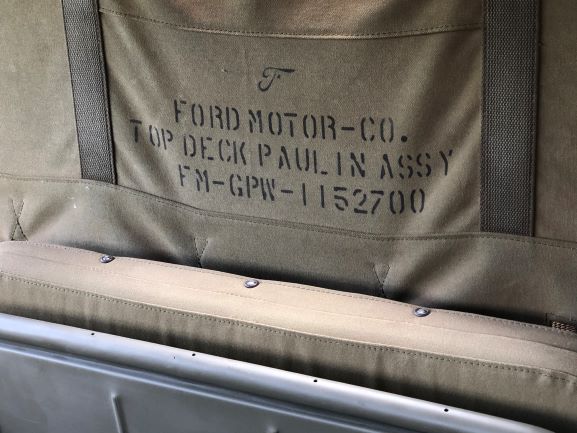 F
FORD MOTOR-CO.
TOP DECK PAULIN ASSY
FM-GPW-1152700